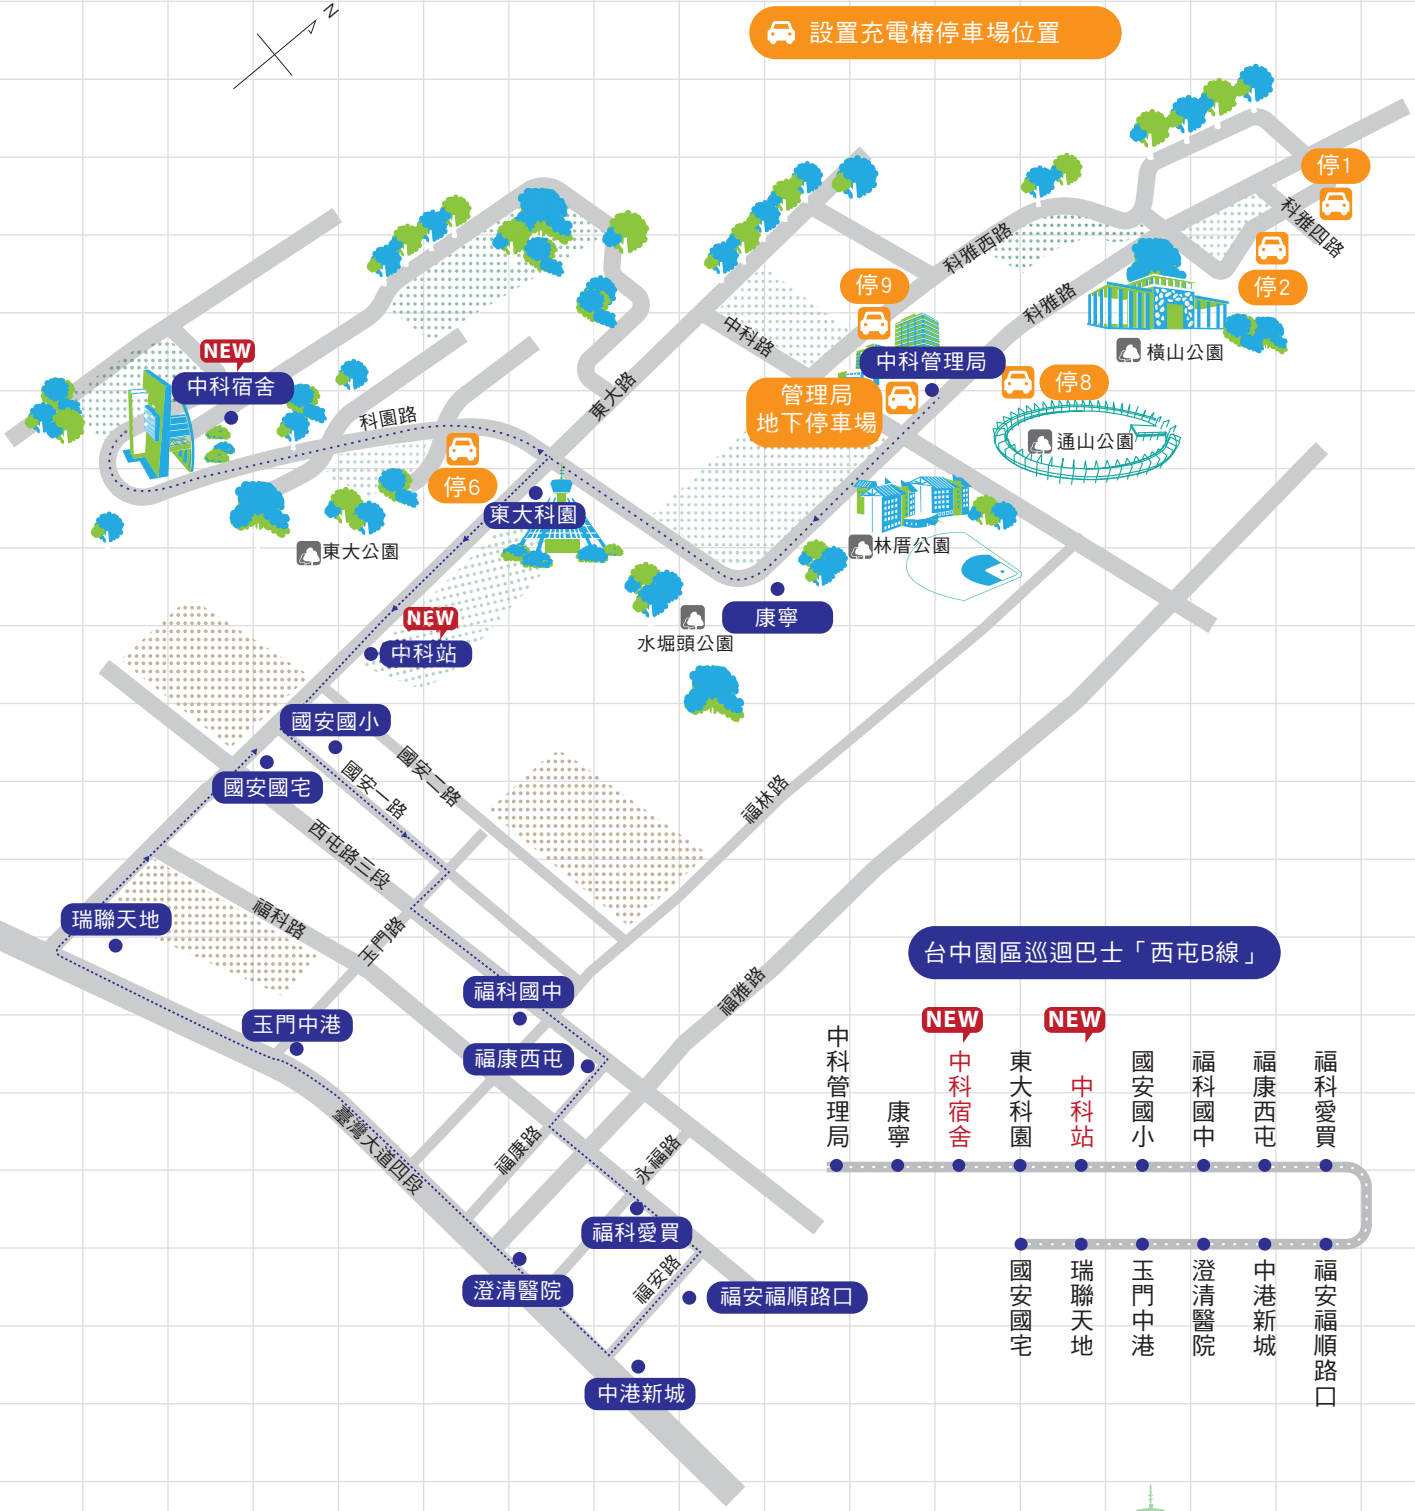 N
設置充電樁停車場位置
停1
科雅四路
科雅西路
停2
停9
科雅路
中科路
橫山公園
NEW
中科宿舍
中科管理局
停8
管理局
地下停車場
東大路
科園路
通山公園
停6
東大科園
東大公園
林厝公園
康寧
水堀頭公園
NEW
中科站
國安國小
國安二路
國安一路
國安國宅
福林路
西屯路三段
瑞聯天地
福科路
玉門路
福科國中
福雅路
玉門中港
福康西屯
臺灣大道四段
福康路
永福路
福科愛買
福安路
澄清醫院
福安福順路口
中港新城
台中園區巡迴巴士「西屯B線」
NEW
NEW
中科管理局
康寧
中科宿舍
東大科園
中科站
國安國小
福科國中
福康西屯
福科愛買
國安國宅
瑞聯天地
玉門中港
澄清醫院
中港新城
福安福順路口